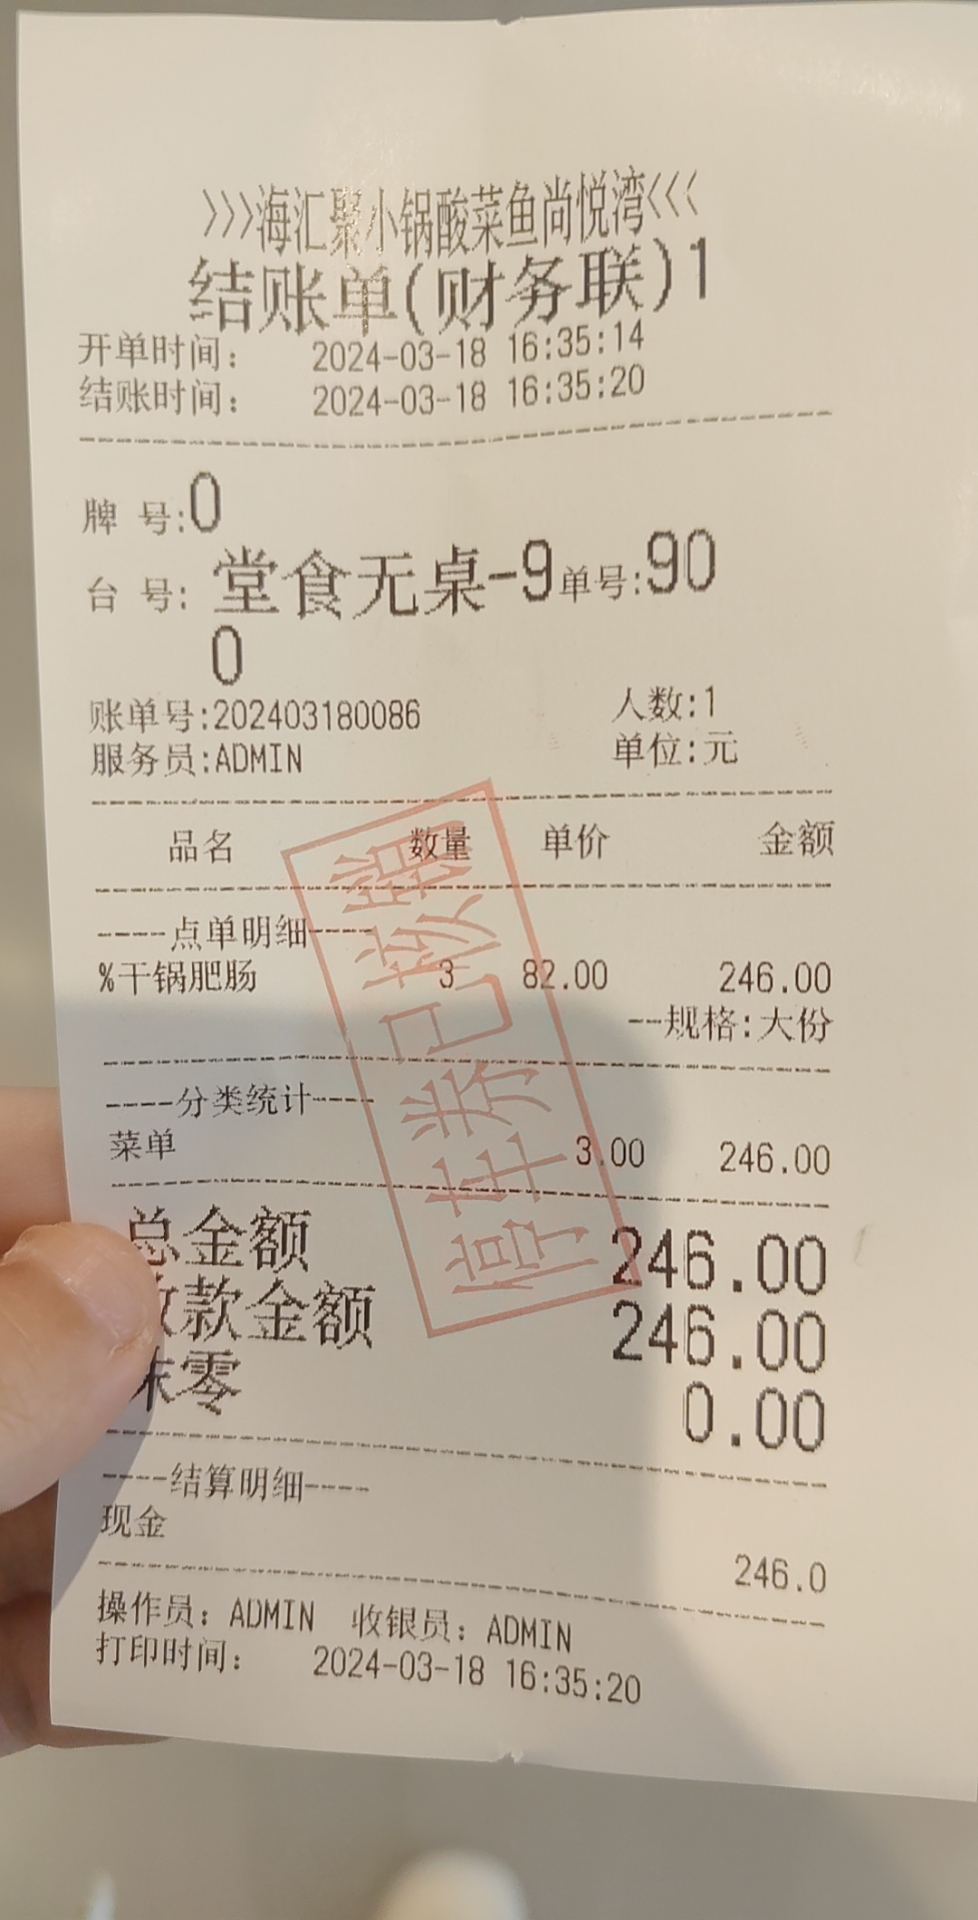 >>>海汇聚小锅酸菜鱼尚悦湾<<<
结账单(财务联)1
开单时间: 2024-03-18 16:35:14
结账时间: 2024-03-18 16:35:20
牌 号:0
台 号: 堂食无桌-9单号:90
0
账单号:202403180086 人数:1
服务员:ADMIN 单位:元
品名 数量 单价 金额
----点单明细----
%干锅肥肠 3 82.00 246.00
--规格:大份
----分类统计----
菜单 3.00 246.00
总金额 246.00
收款金额 246.00
抹零 0.00
----结算明细----
现金
246.0
操作员: ADMIN 收银员: ADMIN
打印时间: 2024-03-18 16:35:20
停车券已核销